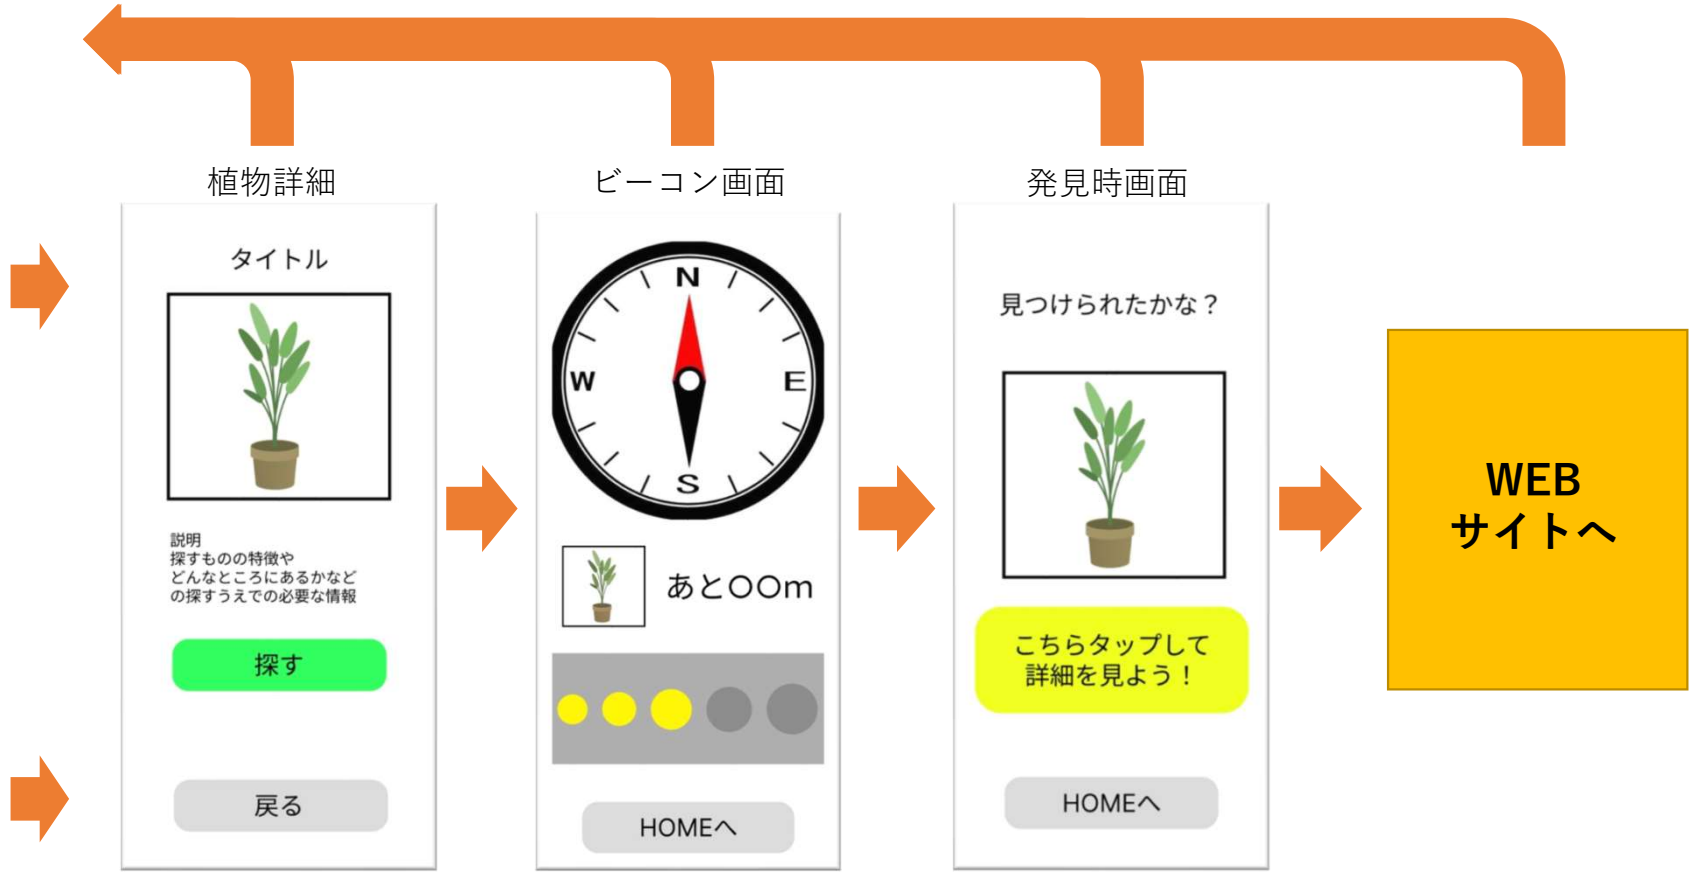 植物詳細
ビーコン画面
発見時画面
タイトル
説明
探すものの特徴や
どんなところにあるかなど
の探すうえでの必要な情報
探す
戻る
N
W
E
S
あと〇〇m
HOMEへ
見つけられたかな？
こちらタップして
詳細を見よう！
HOMEへ
WEB
サイトへ